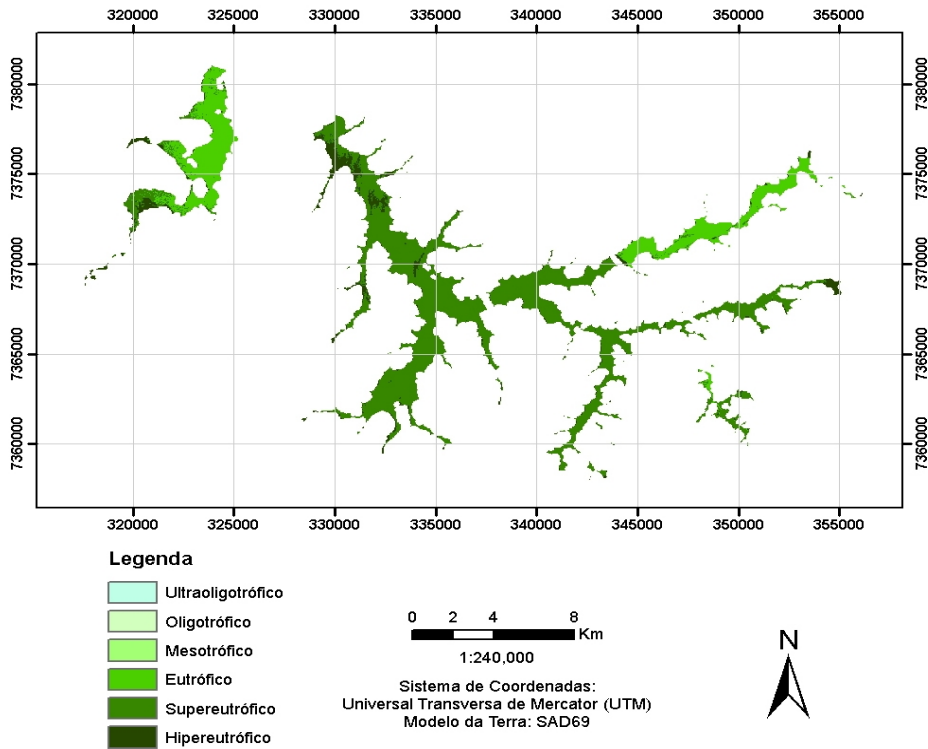 320000 325000 330000 335000 340000 345000 350000 355000
7380000 7380000
7375000 7375000
7370000 7370000
7365000 7365000
7360000 7360000
320000 325000 330000 335000 340000 345000 350000 355000
Legenda
Ultraoligotrófico
Oligotrófico
Mesotrófico
Eutrófico
Supereutrófico
Hipereutrófico
0 2 4 8
Km
1:240,000
Sistema de Coordenadas:
Universal Transversa de Mercator (UTM)
Modelo da Terra: SAD69
N